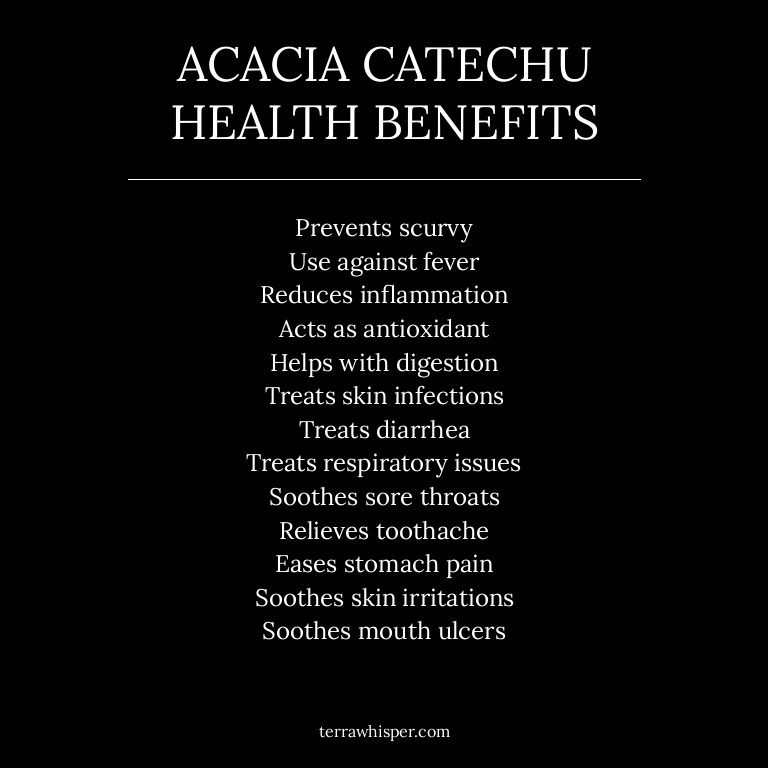 ACACIA CATECHU
HEALTH BENEFITS
Prevents scurvy
Use against fever
Reduces inflammation
Acts as antioxidant
Helps with digestion
Treats skin infections
Treats diarrhea
Treats respiratory issues
Soothes sore throats
Relieves toothache
Eases stomach pain
Soothes skin irritations
Soothes mouth ulcers
terrawhisper.com